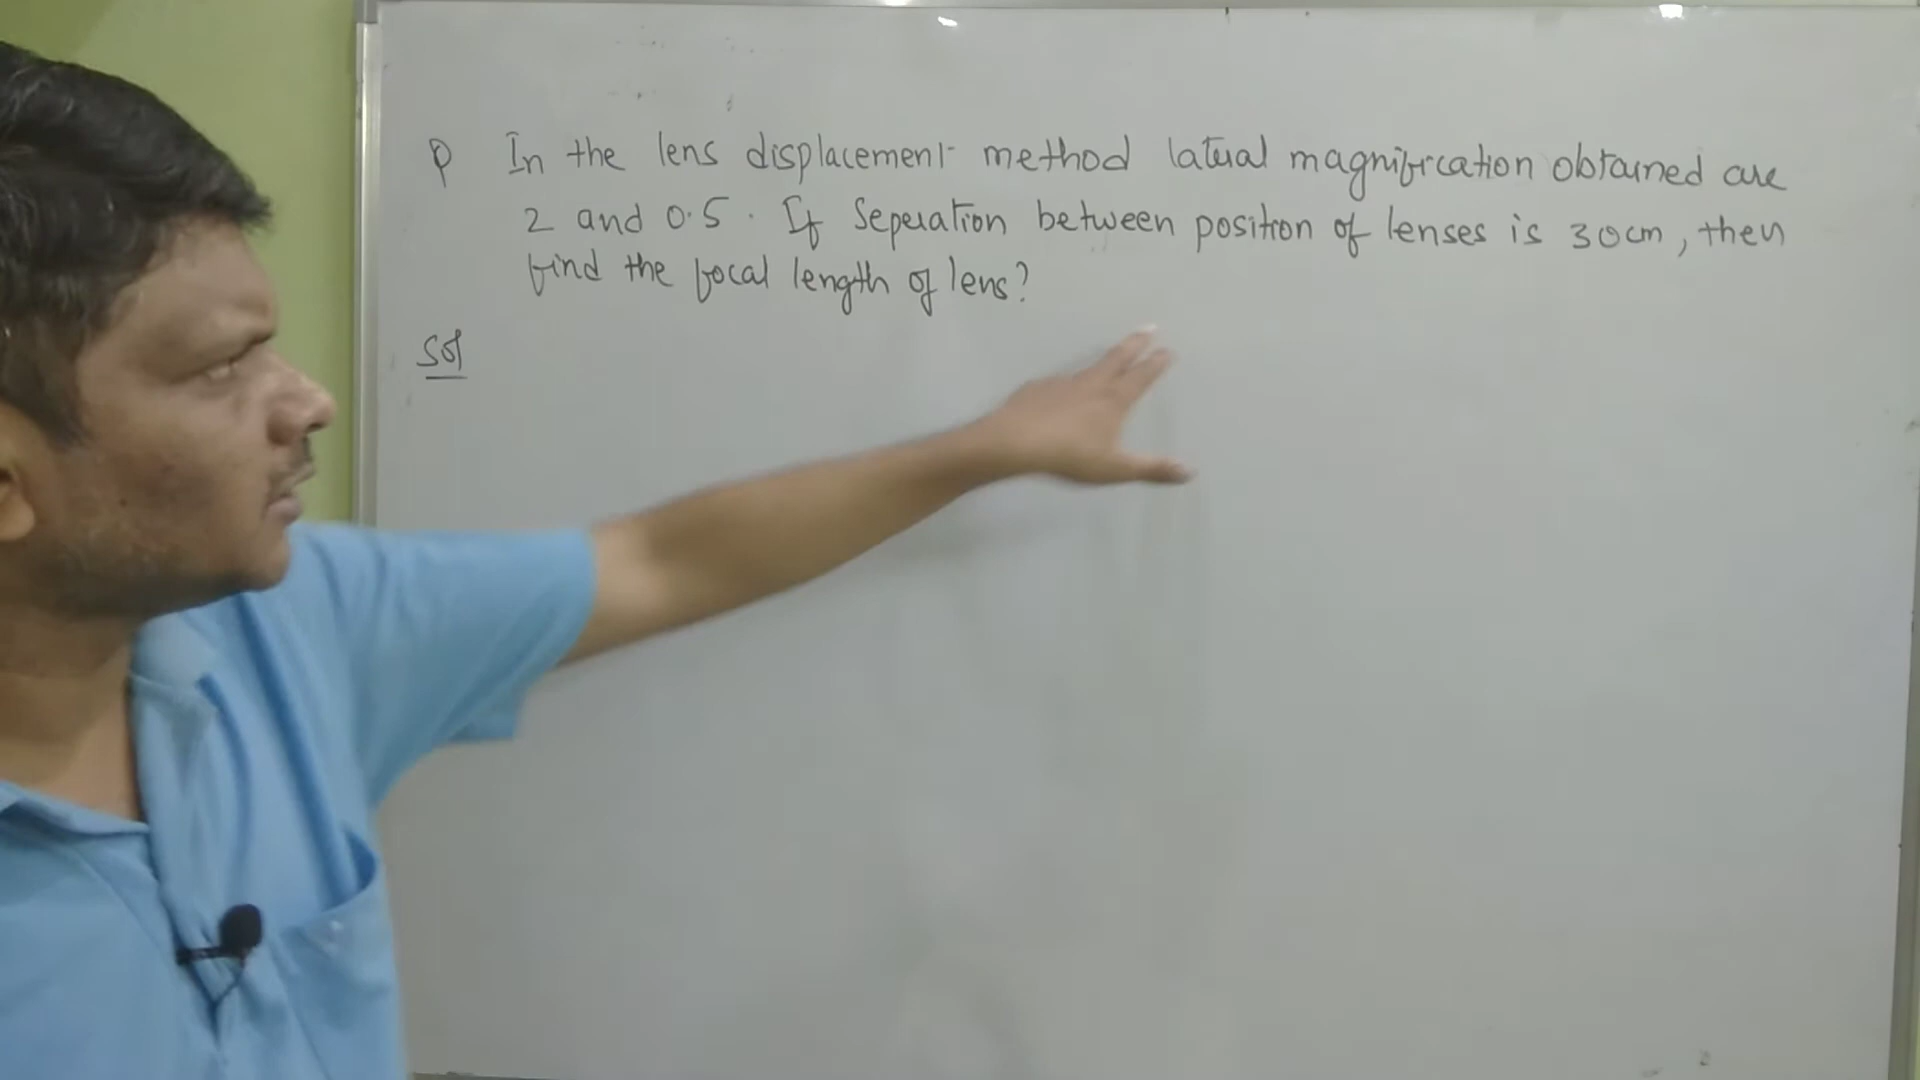 Q In the lens displacement method lateral magnification obtained are
2 and 0.5. If Seperation between position of lenses is 30cm, then
find the focal length of lens?
Sol